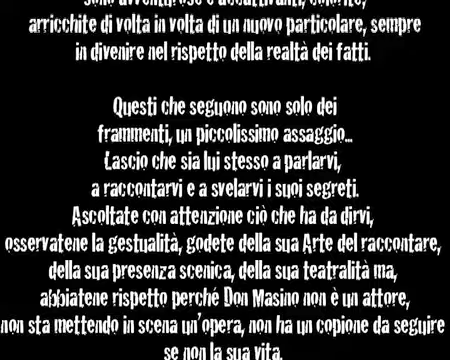 sono avventurose e accattivanti, colorite,
arricchite di volta in volta di un nuovo particolare, sempre
in divenire nel rispetto della realtà dei fatti.
Questi che seguono sono solo dei
frammenti, un piccolissimo assaggio...
Lascio che sia lui stesso a parlarvi,
a raccontarvi e a svelarvi i suoi segreti.
Ascoltate con attenzione ciò che ha da dirvi,
osservatene la gestualità, godete della sua Arte del raccontare,
della sua presenza scenica, della sua teatralità ma,
abbiatene rispetto perché Don Masino non è un attore,
non sta mettendo in scena un'opera, non ha un copione da seguire
se non la sua vita.